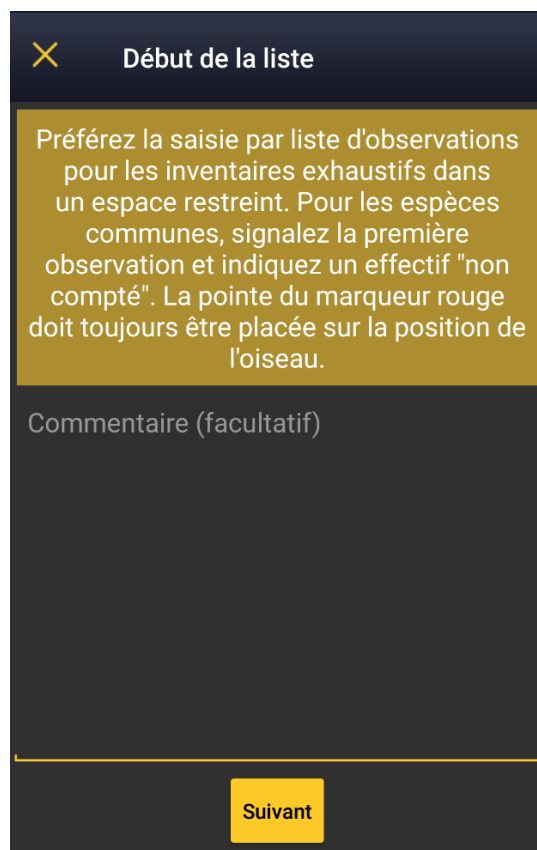 Début de la liste
Préférez la saisie par liste d'observations
pour les inventaires exhaustifs dans
un espace restreint. Pour les espèces
communes, signalez la première
observation et indiquez un effectif "non
compté". La pointe du marqueur rouge
doit toujours être placée sur la position de
l'oiseau.
Commentaire (facultatif)
Suivant